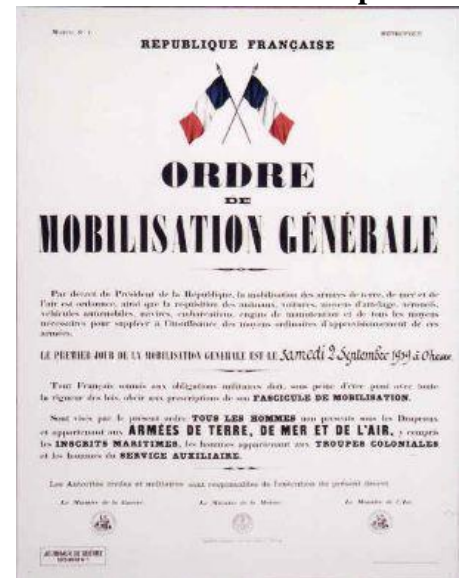 RÉPUBLIQUE FRANÇAISE
ORDRE
DE
MOBILISATION GÉNÉRALE
Par décret du Président de la République, la mobilisation des armées de terre, de mer et de
l'air est ordonnée, ainsi que la réquisition des animaux, voitures, moyens d'attelage, aéronefs,
véhicules automobiles, navires, embarcations, engins de manutention et de tous les moyens
nécessaires pour suppléer à l'insuffisance des moyens ordinaires d'approvisionnement de ces
armées.
LE PREMIER JOUR DE LA MOBILISATION GÉNÉRALE EST LE Samedi 2 Septembre 1939 à 0 heure
Tout Français soumis aux obligations militaires doit, sous peine d'être puni avec toute
la rigueur des lois, obéir aux prescriptions de son FASCICULE DE MOBILISATION.
Sont visés par le présent ordre TOUS LES HOMMES non présents sous les Drapeaux
et appartenant aux ARMÉES DE TERRE, DE MER ET DE L'AIR, y compris
les INSCRITS MARITIMES, les hommes appartenant aux TROUPES COLONIALES
et les hommes du SERVICE AUXILIAIRE.
Les Autorités civiles et militaires sont responsables de l'exécution du présent décret.
Le Ministre de la Guerre, Le Ministre de la Marine, Le Ministre de l'Air,